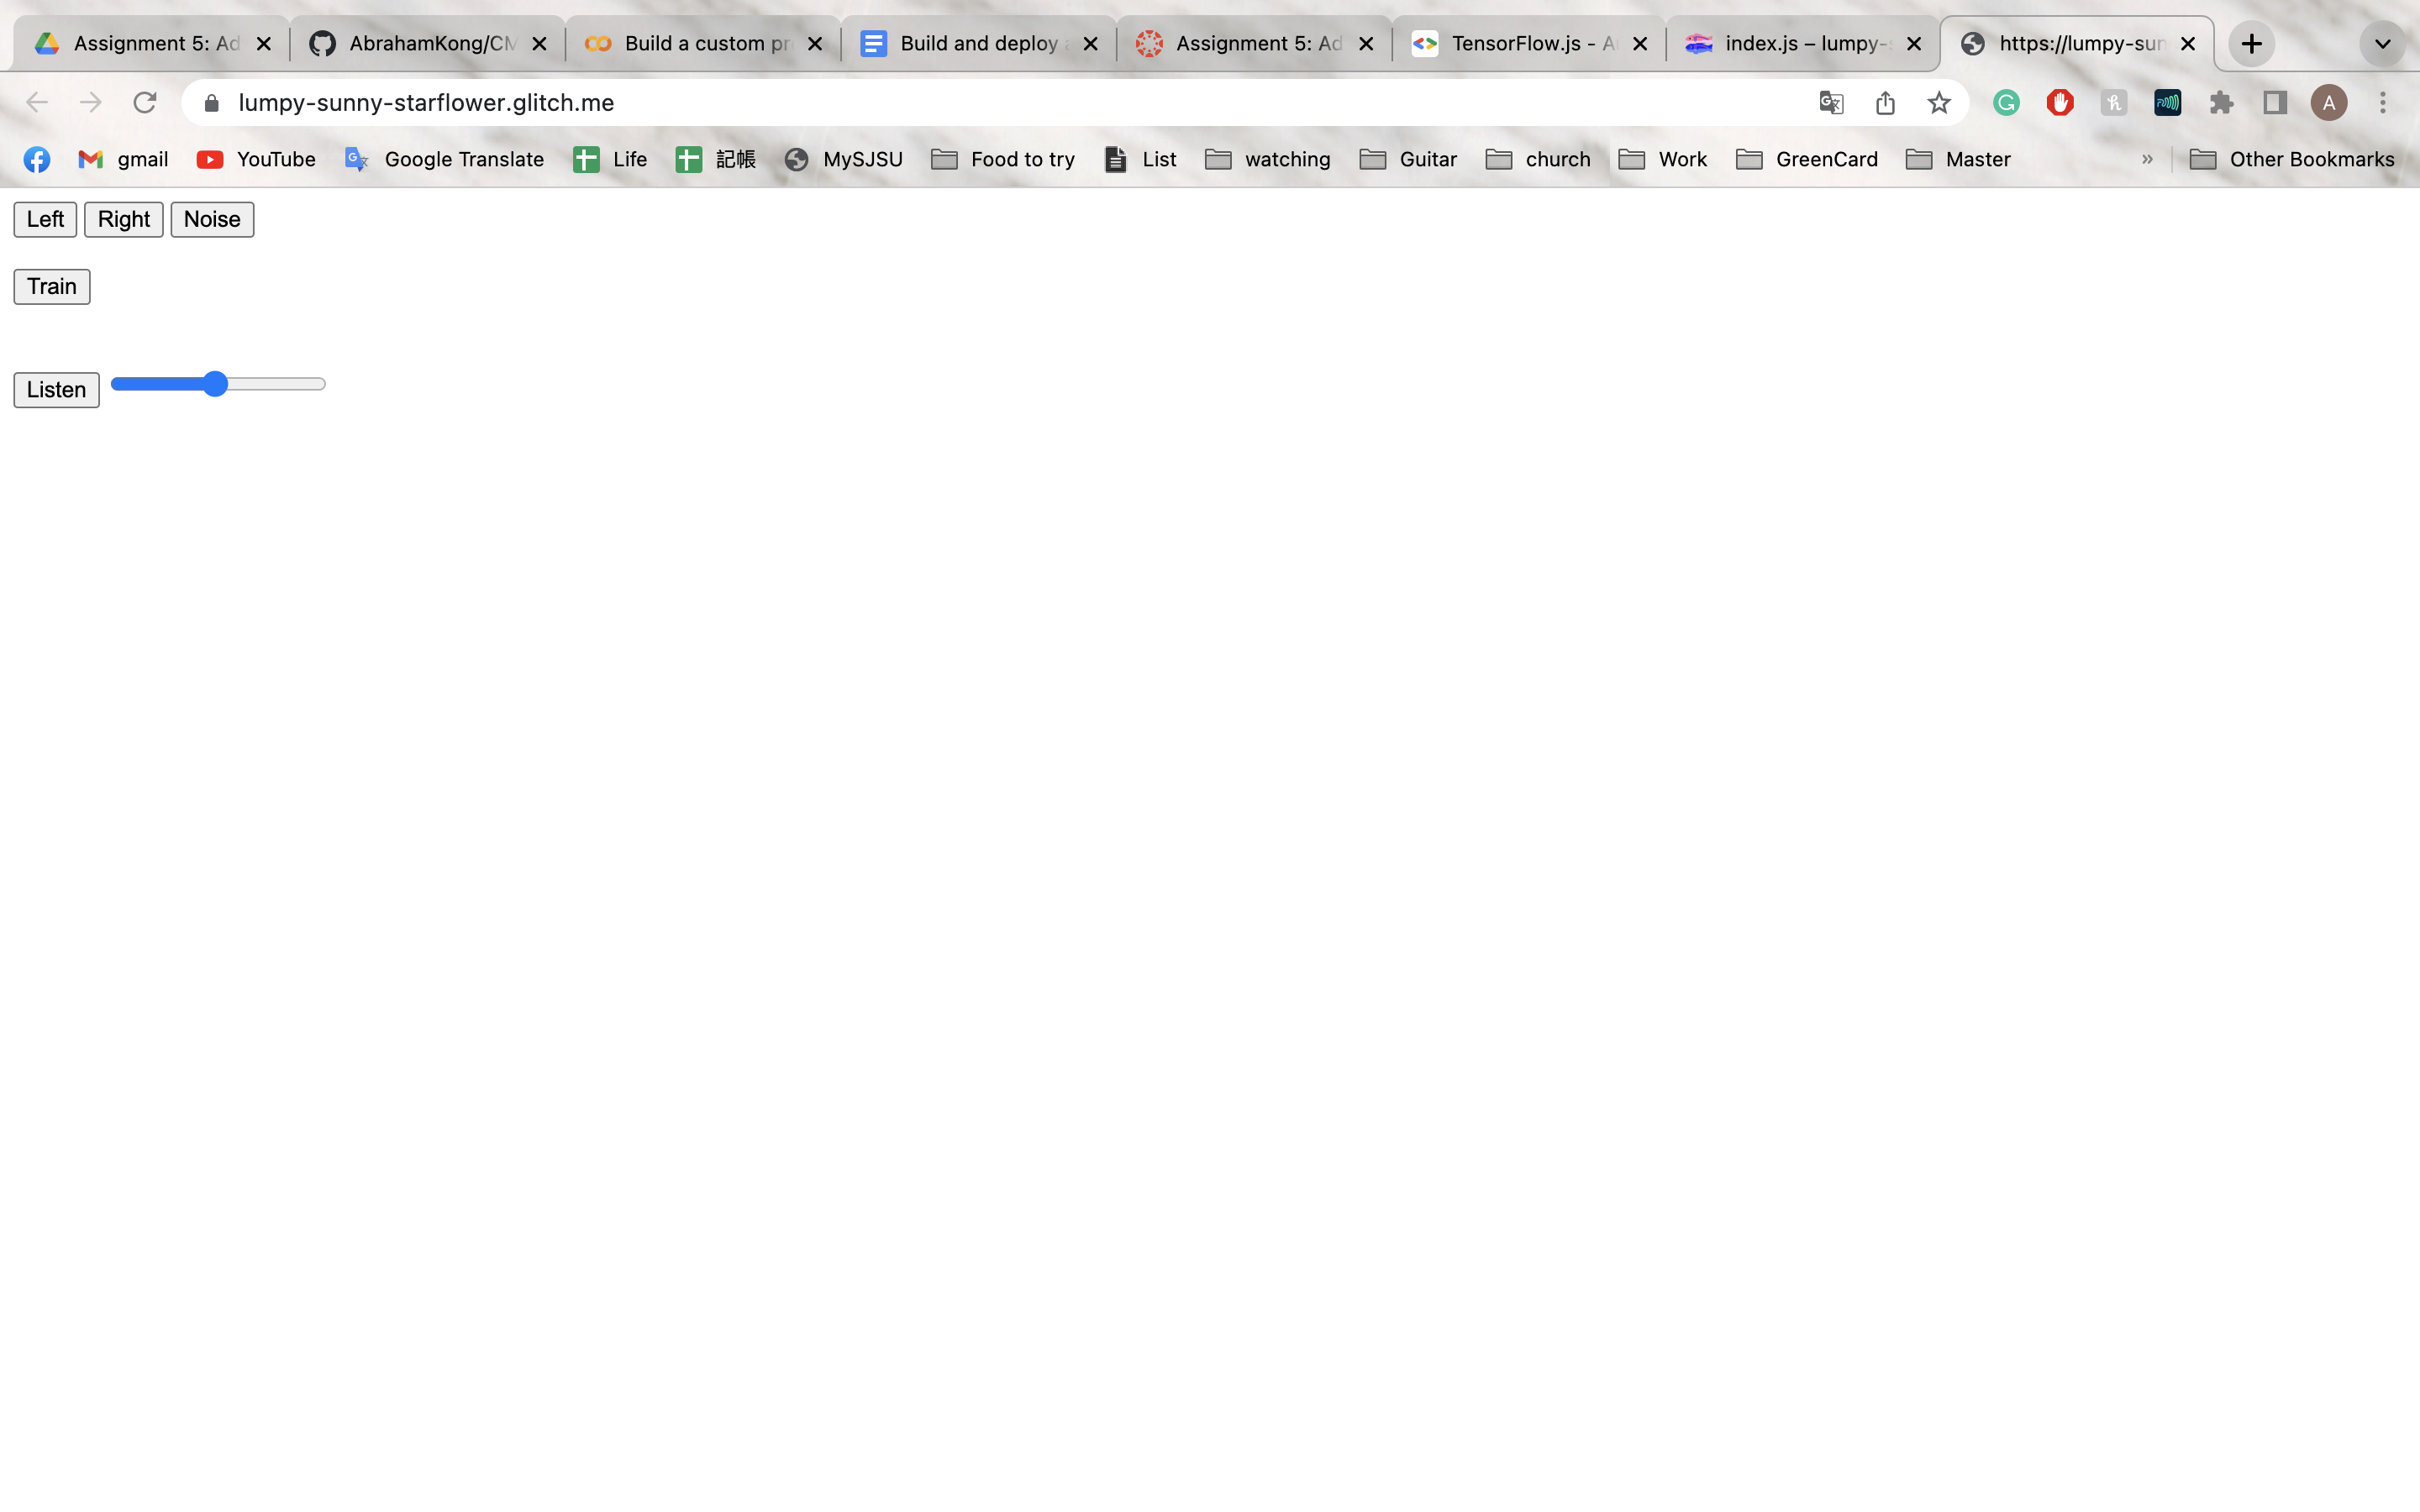 Assignment 5: Ad
AbrahamKong/CM
Build a custom pr
Build and deploy a
Assignment 5: Ad
TensorFlow.js - Au
index.js – lumpy-s
https://lumpy-sun
lumpy-sunny-starflower.glitch.me
A
gmail
YouTube
Google Translate
Life
記帳
MySJSU
Food to try
List
watching
Guitar
church
Work
GreenCard
Master
»
Other Bookmarks
Left Right Noise
Train
Listen